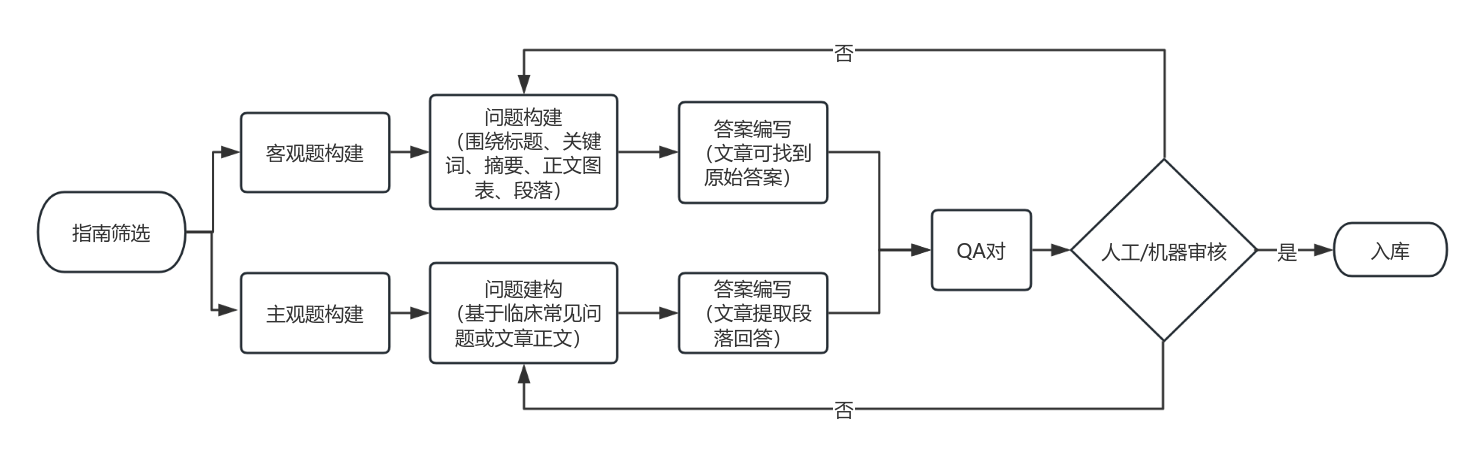 否
指南筛选
客观题构建
问题构建
（围绕标题、关键
词、摘要、正文图
表、段落）
答案编写
（文章可找到
原始答案）
主观题构建
问题建构
（基于临床常见问
题或文章正文）
答案编写
（文章提取段
落回答）
QA对
人工/机器审核
是
入库
否